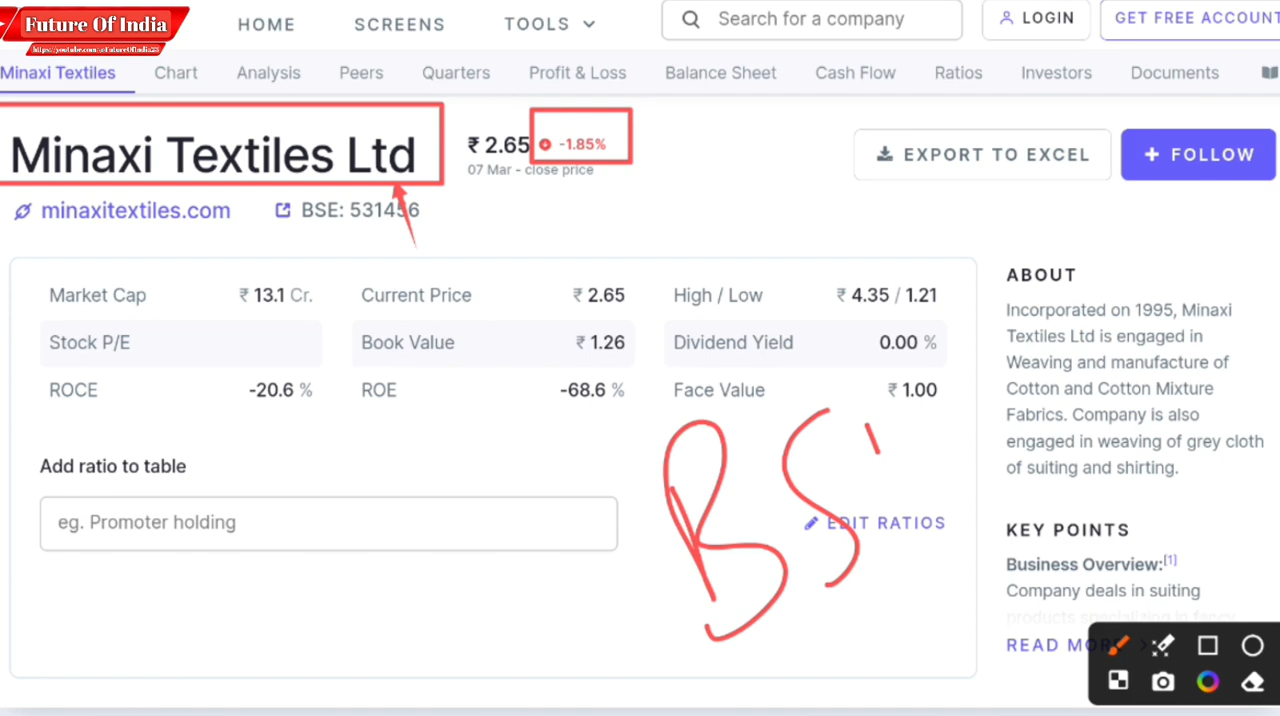 Future Of India
HOME SCREENS TOOLS
Search for a company
LOGIN
GET FREE ACCOUNT
Minaxi Textiles Chart Analysis Peers Quarters Profit & Loss Balance Sheet Cash Flow Ratios Investors Documents
Minaxi Textiles Ltd
₹ 2.65 -1.85%
07 Mar - close price
EXPORT TO EXCEL
+ FOLLOW
minaxitextiles.com BSE: 531456
Market Cap ₹ 13.1 Cr.
Current Price ₹ 2.65
High / Low ₹ 4.35 / 1.21
Stock P/E
Book Value ₹ 1.26
Dividend Yield 0.00 %
ROCE -20.6 %
ROE -68.6 %
Face Value ₹ 1.00
Add ratio to table
eg. Promoter holding
EDIT RATIOS
BS
ABOUT
Incorporated on 1995, Minaxi
Textiles Ltd is engaged in
Weaving and manufacture of
Cotton and Cotton Mixture
Fabrics. Company is also
engaged in weaving of grey cloth
of suiting and shirting.
KEY POINTS
Business Overview:[1]
Company deals in suiting
products specializing in fancy
READ MORE